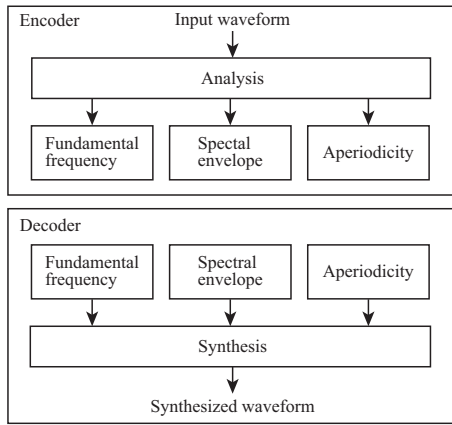 Encoder
Input waveform
Analysis
Fundamental
frequency
Spectal
envelope
Aperiodicity
Decoder
Fundamental
frequency
Spectral
envelope
Aperiodicity
Synthesis
Synthesized waveform